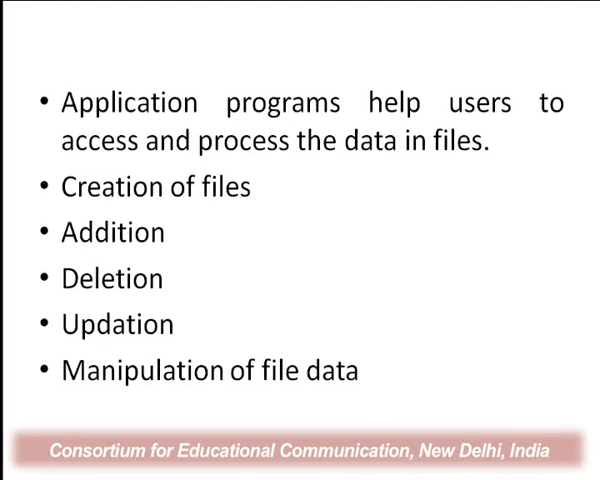 • Application programs help users to
access and process the data in files.
• Creation of files
• Addition
• Deletion
• Updation
• Manipulation of file data
Consortium for Educational Communication, New Delhi, India